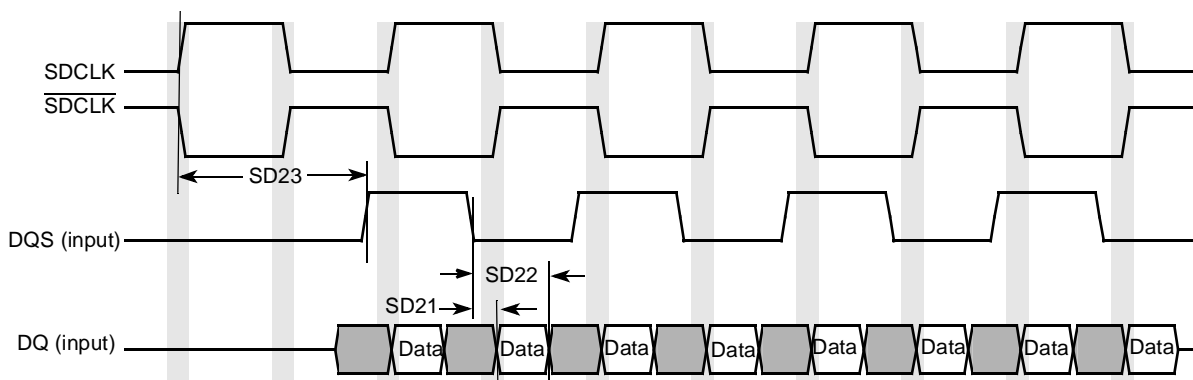 SDCLK
SDCLK
SD23
DQS (input)
SD22
SD21
DQ (input)
Data Data Data Data Data Data Data Data